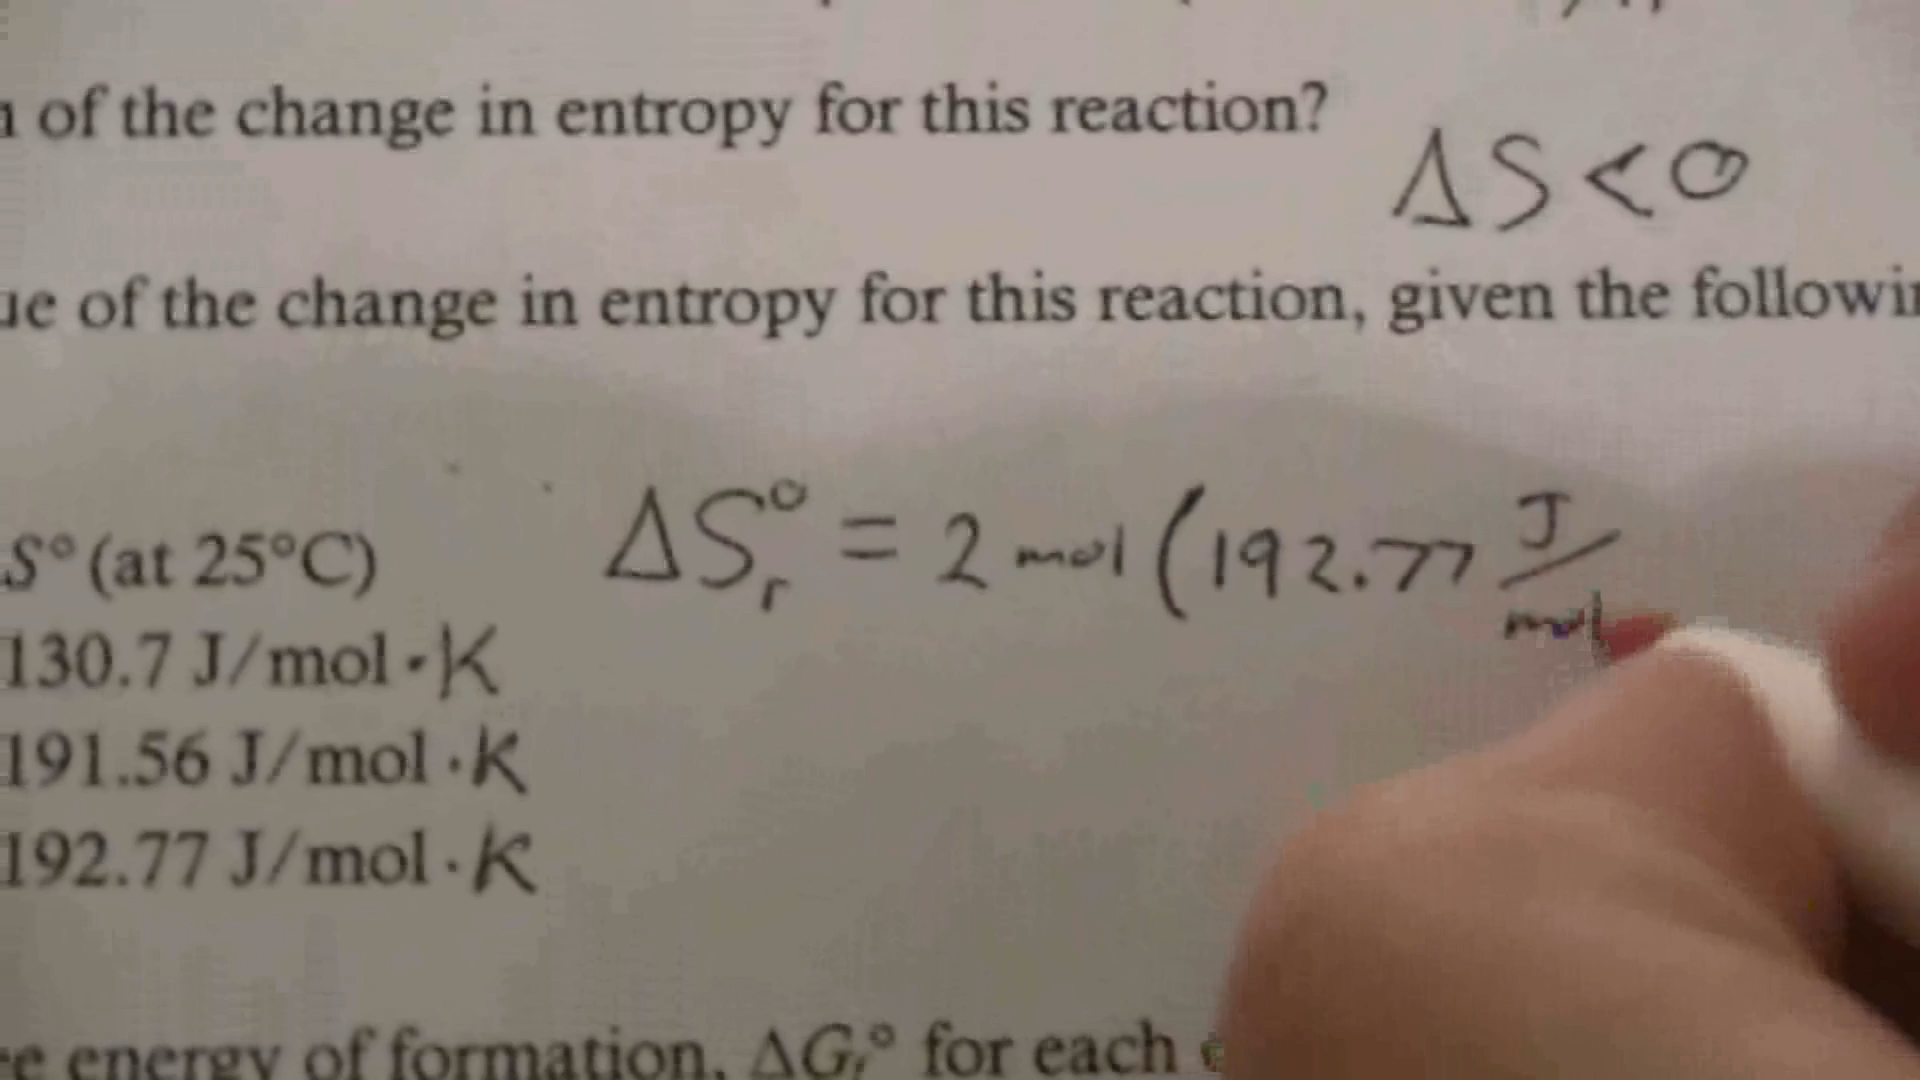 of the change in entropy for this reaction?
ΔS<0
of the change in entropy for this reaction, given the
ΔSr° = 2 mol (192.77 J/mol
S° (at 25°C)
130.7 J/mol · K
191.56 J/mol · K
192.77 J/mol · K
energy of formation, ΔGf° for each